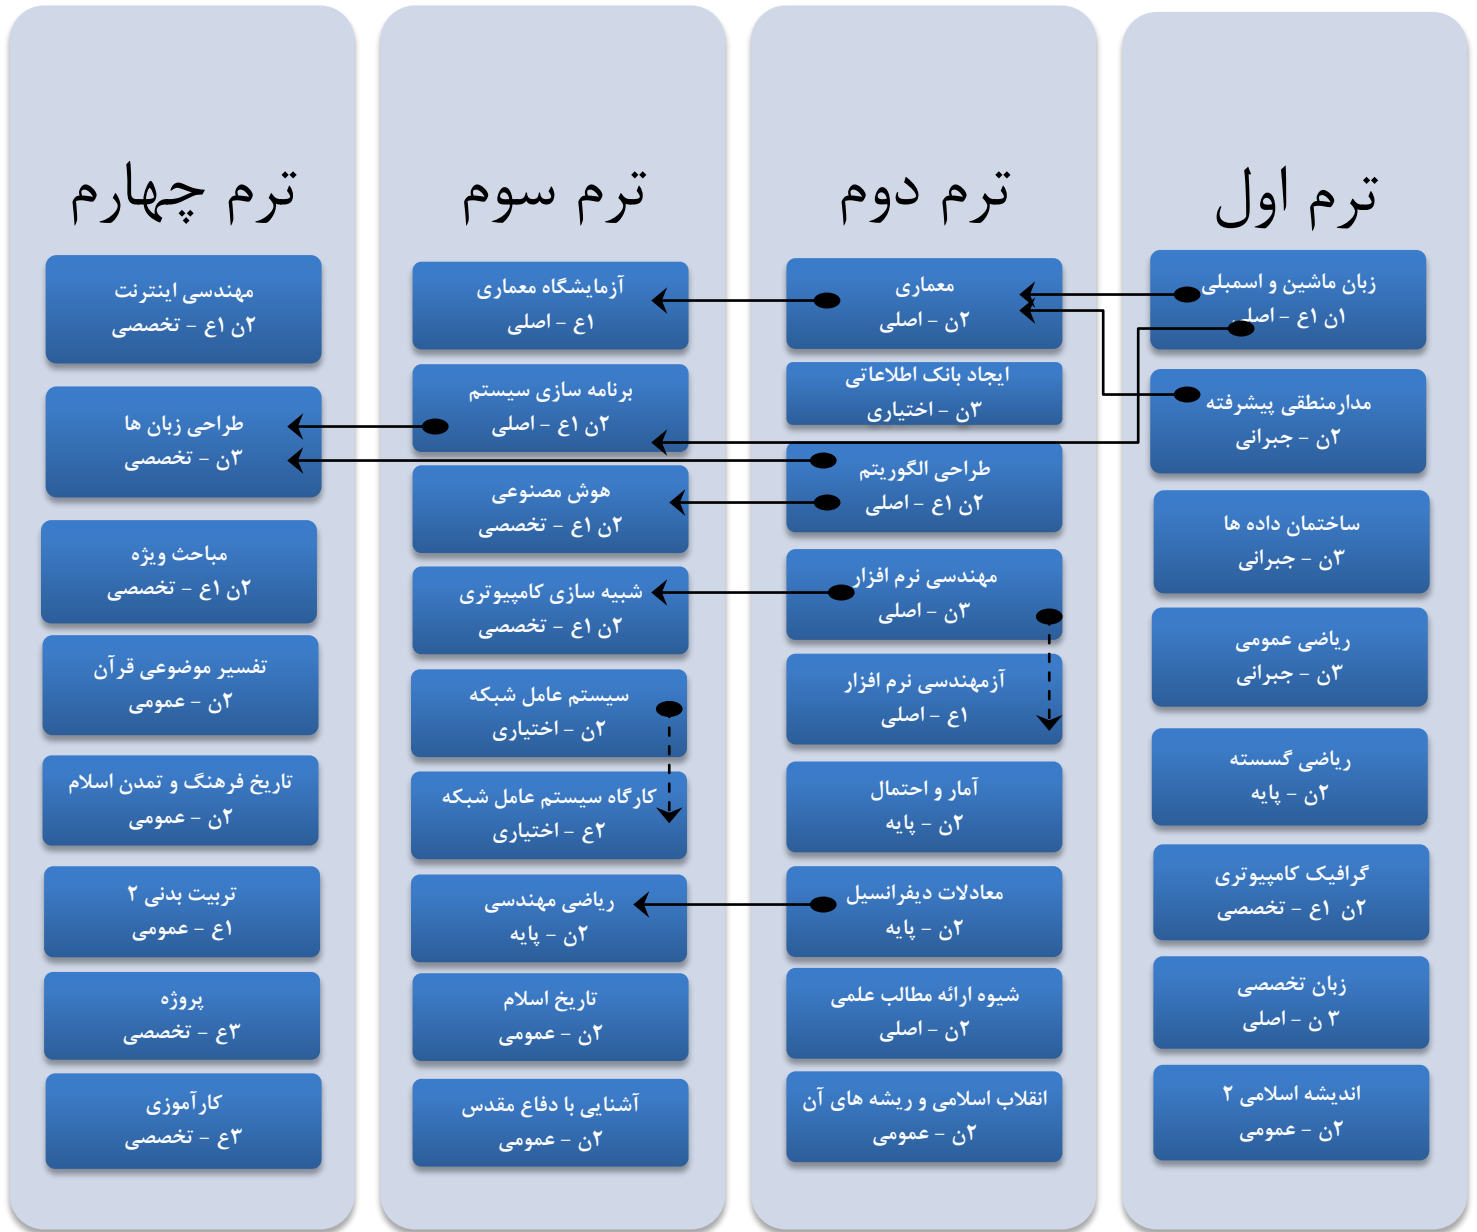 ترم اول
زبان ماشین و اسمبلی
۱ن ۱ع - اصلی
مدارمنطقی پیشرفته
۲ن - جبرانی
ساختمان داده ها
۳ن - جبرانی
ریاضی عمومی
۳ن - جبرانی
ریاضی گسسته
۲ن - پایه
گرافیک کامپیوتری
۲ن ۱ع - تخصصی
زبان تخصصی
۳ ن - اصلی
اندیشه اسلامی ۲
۲ن - عمومی
ترم دوم
معماری
۲ن - اصلی
ایجاد بانک اطلاعاتی
۳ن - اختیاری
طراحی الگوریتم
۲ن ۱ع - اصلی
مهندسی نرم افزار
۳ن - اصلی
آزمهندسی نرم افزار
۱ع - اصلی
آمار و احتمال
۲ن - پایه
معادلات دیفرانسیل
۲ن - پایه
شیوه ارائه مطالب علمی
۲ن - اصلی
انقلاب اسلامی و ریشه های آن
۲ن - عمومی
ترم سوم
آزمایشگاه معماری
۱ع - اصلی
برنامه سازی سیستم
۲ن ۱ع - اصلی
هوش مصنوعی
۲ن ۱ع - تخصصی
شبیه سازی کامپیوتری
۲ن ۱ع - تخصصی
سیستم عامل شبکه
۲ن - اختیاری
کارگاه سیستم عامل شبکه
۲ع - اختیاری
ریاضی مهندسی
۲ن - پایه
تاریخ اسلام
۲ن - عمومی
آشنایی با دفاع مقدس
۲ن - عمومی
ترم چهارم
مهندسی اینترنت
۲ن ۱ع - تخصصی
طراحی زبان ها
۳ن - تخصصی
مباحث ویژه
۲ن ۱ع - تخصصی
تفسیر موضوعی قرآن
۲ن - عمومی
تاریخ فرهنگ و تمدن اسلام
۲ن - عمومی
تربیت بدنی ۲
۱ع - عمومی
پروژه
۳ع - تخصصی
کارآموزی
۳ع - تخصصی